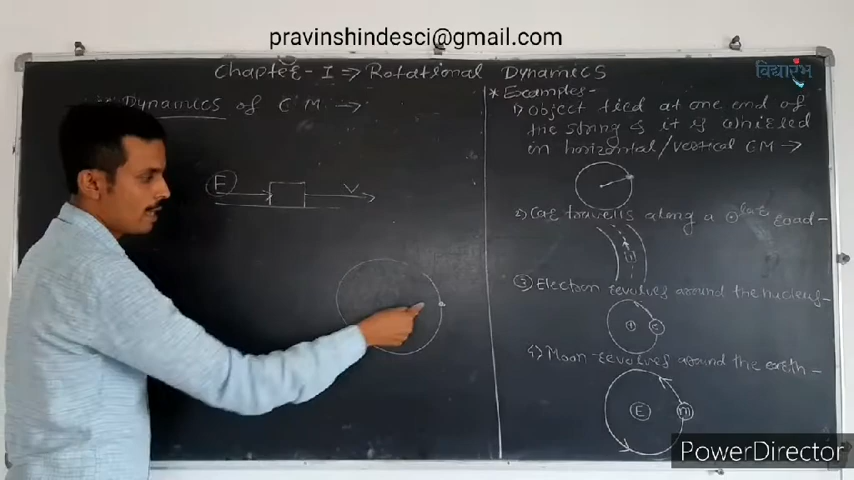 pravinshindesci@gmail.com
Chapter-I ⇒ Rotational Dynamics
विद्यारंभ
Dynamics of C M →
F
V
* Examples-
1) Object tied at one end of
the string & it is whirled
in horizontal/vertical CM →
2) Car travells along a ⊙lar road-
3) Electron revolves around the nucleus-
+
e
4) Moon revolves around the earth-
E
m
PowerDirector